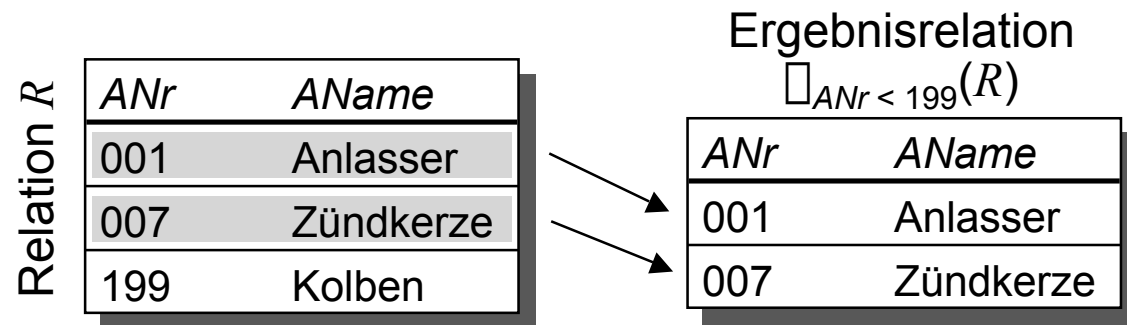 Relation R
ANr AName
001 Anlasser
007 Zündkerze
199 Kolben
Ergebnisrelation
▯ANr < 199(R)
ANr AName
001 Anlasser
007 Zündkerze